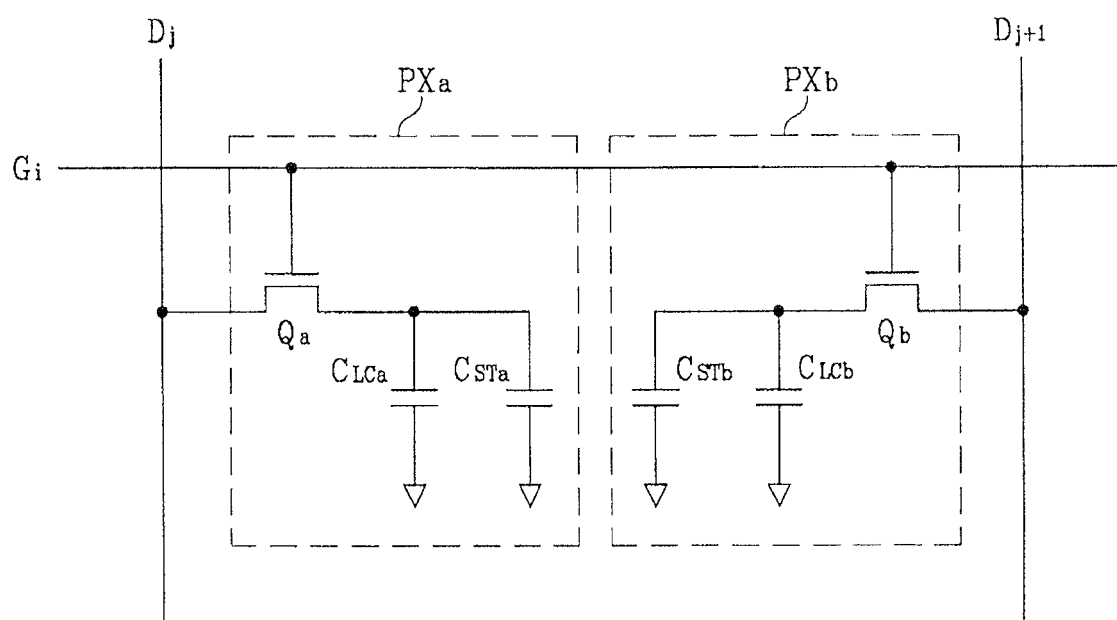 Dj
Dj+1
PXa
PXb
Gi
Qa
Qb
CLCa
CSTa
CSTb
CLCb